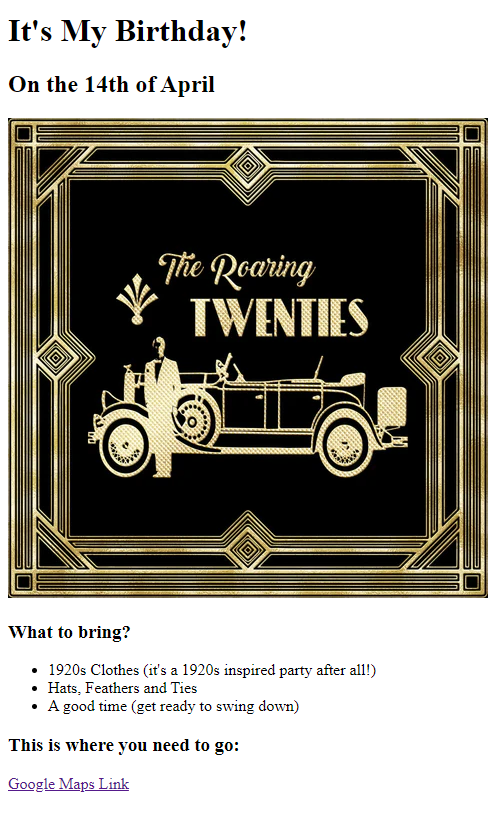 It's My Birthday!
On the 14th of April
The Roaring
TWENTIES
What to bring?
1920s Clothes (it's a 1920s inspired party after all!)
Hats, Feathers and Ties
A good time (get ready to swing down)
This is where you need to go:
Google Maps Link